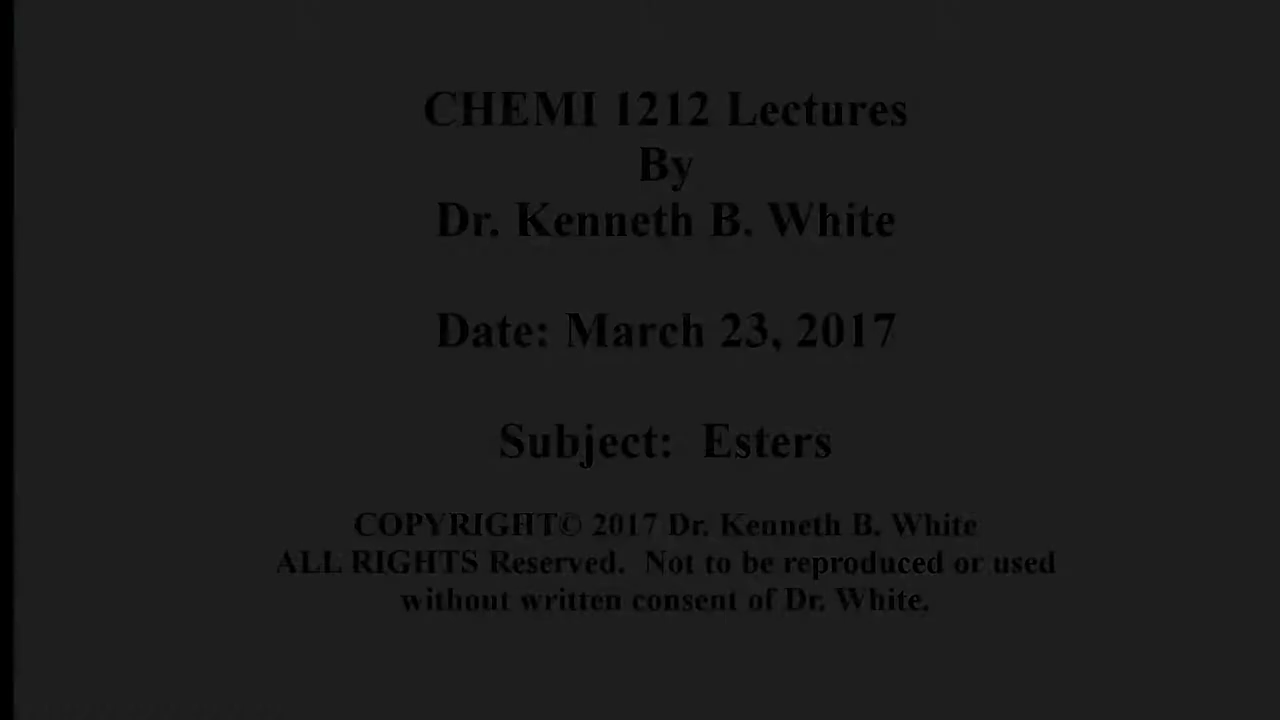 CHEMI 1212 Lectures
By
Dr. Kenneth B. White
Date: March 23, 2017
Subject: Esters
COPYRIGHT© 2017 Dr. Kenneth B. White
ALL RIGHTS Reserved. Not to be reproduced or used
without written consent of Dr. White.